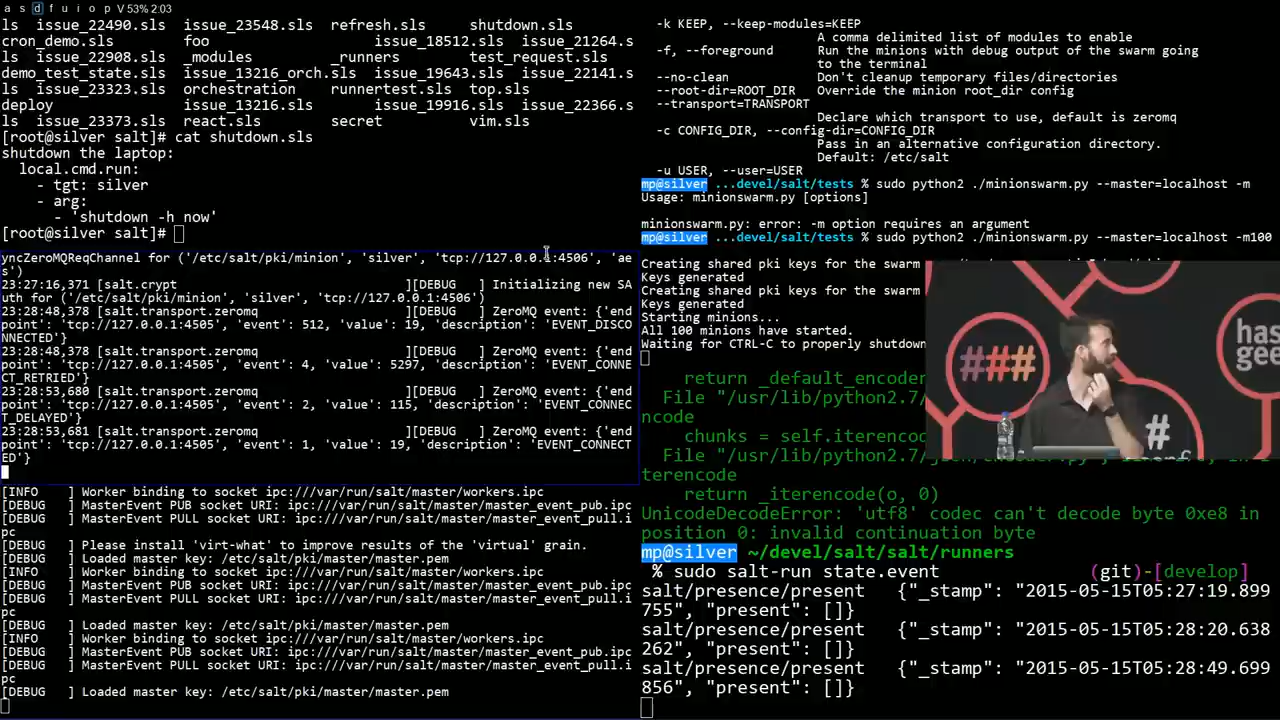 a s d f u i o p V 53% 2:03
ls issue_22490.sls issue_23548.sls refresh.sls shutdown.sls
cron_demo.sls foo issue_18512.sls issue_21264.s
ls issue_22908.sls _modules _runners test_request.sls
demo_test_state.sls issue_13216_orch.sls issue_19643.sls issue_22141.s
ls issue_23323.sls orchestration runnertest.sls top.sls
deploy issue_13216.sls issue_19916.sls issue_22366.s
ls issue_23373.sls react.sls secret vim.sls
[root@silver salt]# cat shutdown.sls
shutdown the laptop:
local.cmd.run:
- tgt: silver
- arg:
- 'shutdown -h now'
[root@silver salt]#
yncZeroMQReqChannel for ('/etc/salt/pki/minion', 'silver', 'tcp://127.0.0.1:4506', 'ae
s')
23:27:16,371 [salt.crypt ][DEBUG ] Initializing new SA
uth for ('/etc/salt/pki/minion', 'silver', 'tcp://127.0.0.1:4506')
23:28:48,378 [salt.transport.zeromq ][DEBUG ] ZeroMQ event: {'end
point': 'tcp://127.0.0.1:4505', 'event': 512, 'value': 19, 'description': 'EVENT_DISCO
NNECTED'}
23:28:48,378 [salt.transport.zeromq ][DEBUG ] ZeroMQ event: {'end
point': 'tcp://127.0.0.1:4505', 'event': 4, 'value': 5297, 'description': 'EVENT_CONNE
CT_RETRIED'}
23:28:53,680 [salt.transport.zeromq ][DEBUG ] ZeroMQ event: {'end
point': 'tcp://127.0.0.1:4505', 'event': 2, 'value': 115, 'description': 'EVENT_CONNEC
T_DELAYED'}
23:28:53,681 [salt.transport.zeromq ][DEBUG ] ZeroMQ event: {'end
point': 'tcp://127.0.0.1:4505', 'event': 1, 'value': 19, 'description': 'EVENT_CONNECT
ED'}
[INFO ] Worker binding to socket ipc:///var/run/salt/master/workers.ipc
[DEBUG ] MasterEvent PUB socket URI: ipc:///var/run/salt/master/master_event_pub.ipc
[DEBUG ] MasterEvent PULL socket URI: ipc:///var/run/salt/master/master_event_pull.i
pc
[DEBUG ] Please install 'virt-what' to improve results of the 'virtual' grain.
[DEBUG ] Loaded master key: /etc/salt/pki/master/master.pem
[INFO ] Worker binding to socket ipc:///var/run/salt/master/workers.ipc
[DEBUG ] MasterEvent PUB socket URI: ipc:///var/run/salt/master/master_event_pub.ipc
[DEBUG ] MasterEvent PULL socket URI: ipc:///var/run/salt/master/master_event_pull.i
pc
[DEBUG ] Loaded master key: /etc/salt/pki/master/master.pem
[INFO ] Worker binding to socket ipc:///var/run/salt/master/workers.ipc
[DEBUG ] MasterEvent PUB socket URI: ipc:///var/run/salt/master/master_event_pub.ipc
[DEBUG ] MasterEvent PULL socket URI: ipc:///var/run/salt/master/master_event_pull.i
pc
[DEBUG ] Loaded master key: /etc/salt/pki/master/master.pem
-k KEEP, --keep-modules=KEEP
A comma delimited list of modules to enable
-f, --foreground Run the minions with debug output of the swarm going
to the terminal
--no-clean Don't cleanup temporary files/directories
--root-dir=ROOT_DIR Override the minion root_dir config
--transport=TRANSPORT
Declare which transport to use, default is zeromq
-c CONFIG_DIR, --config-dir=CONFIG_DIR
Pass in an alternative configuration directory.
Default: /etc/salt
-u USER, --user=USER
mp@silver ...devel/salt/tests % sudo python2 ./minionswarm.py --master=localhost -m
Usage: minionswarm.py [options]
minionswarm.py: error: -m option requires an argument
mp@silver ...devel/salt/tests % sudo python2 ./minionswarm.py --master=localhost -m100
Creating shared pki keys for the swarm
Keys generated
Creating shared pki keys for the swarm
Keys generated
Starting minions...
All 100 minions have started.
Waiting for CTRL-C to properly shutdown
###
has
geek
#
return _default_encoder
File "/usr/lib/python2.7
ncode
chunks = self.iterencod
File "/usr/lib/python2.7/
terencode
return _iterencode(o, 0)
UnicodeDecodeError: 'utf8' codec can't decode byte 0xe8 in
position 0: invalid continuation byte
mp@silver ~/devel/salt/salt/runners
% sudo salt-run state.event (git)-[develop]
salt/presence/present {"_stamp": "2015-05-15T05:27:19.899
755", "present": []}
salt/presence/present {"_stamp": "2015-05-15T05:28:20.638
262", "present": []}
salt/presence/present {"_stamp": "2015-05-15T05:28:49.699
856", "present": []}